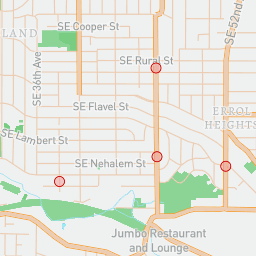 SE Cooper St
LAND
SE 52nd
SE 36th Ave
SE Rural St
SE Flavel St
ERROL
HEIGHTS
SE Lambert St
SE Nehalem St
Jumbo Restaurant
and Lounge